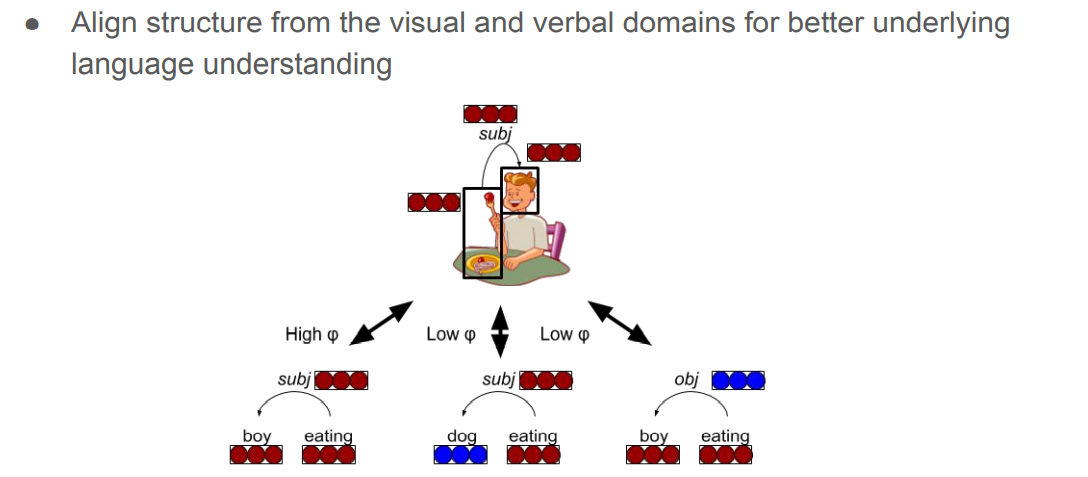 ● Align structure from the visual and verbal domains for better underlying
language understanding
subj
High φ
Low φ
Low φ
subj
subj
obj
boy eating
dog eating
boy eating